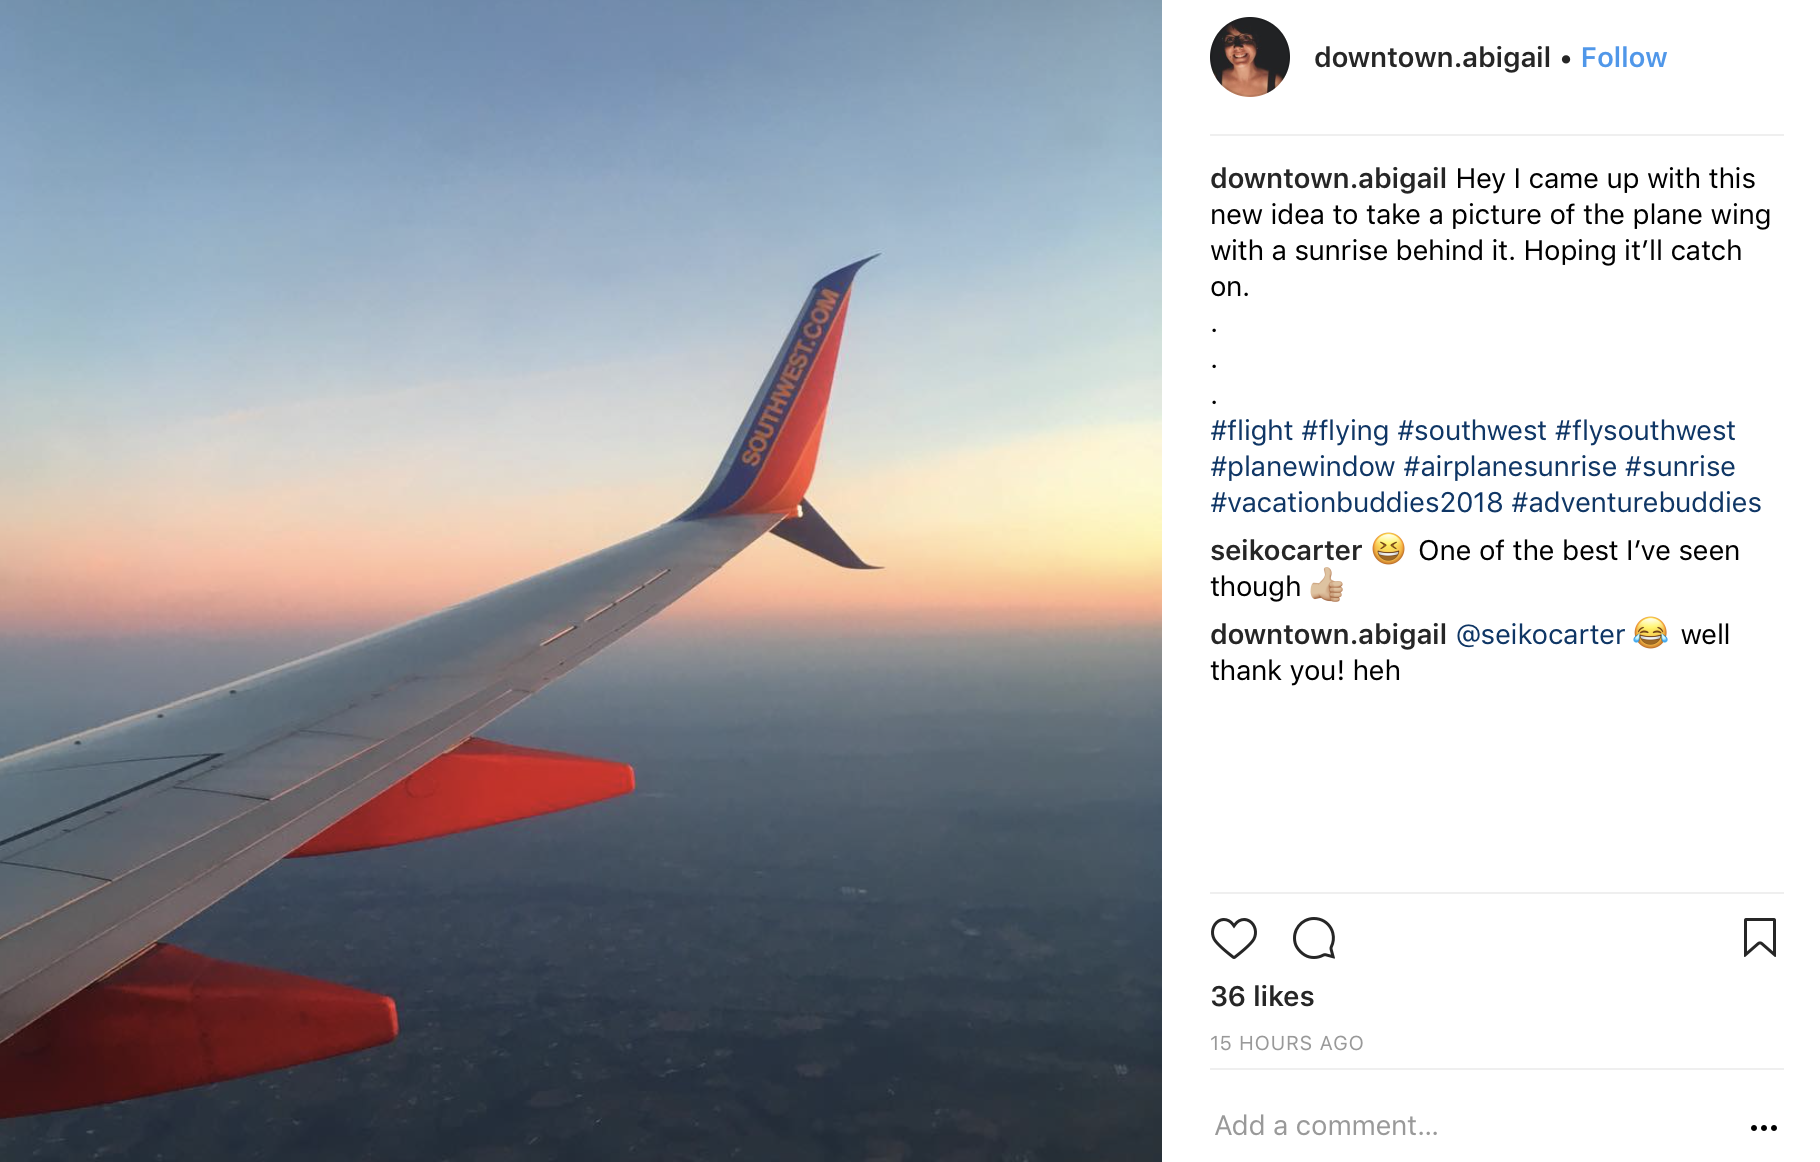 SOUTHWEST.COM
downtown.abigail • Follow
downtown.abigail Hey I came up with this
new idea to take a picture of the plane wing
with a sunrise behind it. Hoping it’ll catch
on.
.
.
.
#flight #flying #southwest #flysouthwest
#planewindow #airplanesunrise #sunrise
#vacationbuddies2018 #adventurebuddies
seikocarter 😆 One of the best I’ve seen
though 👍🏼
downtown.abigail @seikocarter 😂 well
thank you! heh
36 likes
15 HOURS AGO
Add a comment...